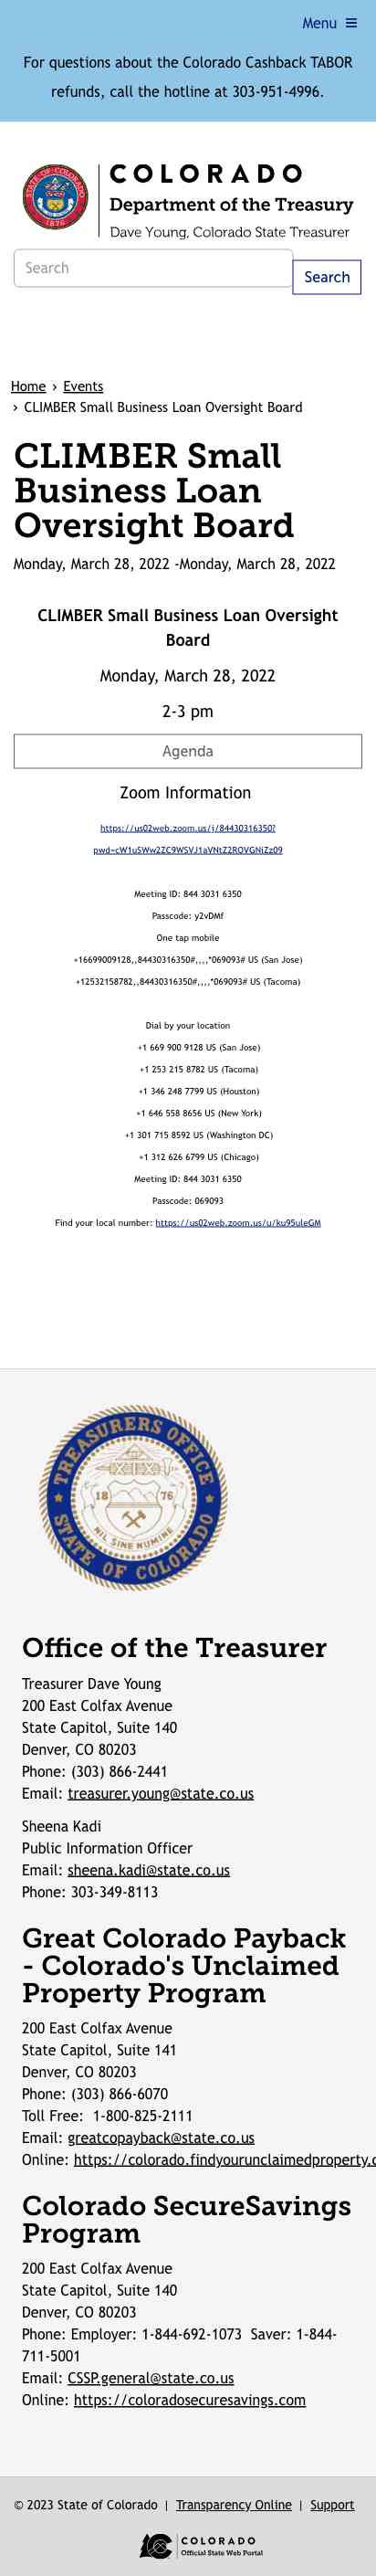 Menu ≡
For questions about the Colorado Cashback TABOR
refunds, call the hotline at 303-951-4996.
STATE OF COLORADO
1876
COLORADO
Department of the Treasury
Dave Young, Colorado State Treasurer
Search
Search
Home › Events
› CLIMBER Small Business Loan Oversight Board
CLIMBER Small
Business Loan
Oversight Board
Monday, March 28, 2022 -Monday, March 28, 2022
CLIMBER Small Business Loan Oversight
Board
Monday, March 28, 2022
2-3 pm
Agenda
Zoom Information
https://us02web.zoom.us/j/84430316350?
pwd=cW1uSWw2ZC9WSVJ1aVNtZ2ROVGNiZz09
Meeting ID: 844 3031 6350
Passcode: y2vDMf
One tap mobile
+16699009128,,84430316350#,,,,*069093# US (San Jose)
+12532158782,,84430316350#,,,,*069093# US (Tacoma)
Dial by your location
+1 669 900 9128 US (San Jose)
+1 253 215 8782 US (Tacoma)
+1 346 248 7799 US (Houston)
+1 646 558 8656 US (New York)
+1 301 715 8592 US (Washington DC)
+1 312 626 6799 US (Chicago)
Meeting ID: 844 3031 6350
Passcode: 069093
Find your local number: https://us02web.zoom.us/u/ku95uleGM
TREASURERS OFFICE
1876
NIL SINE NUMINE
STATE OF COLORADO
Office of the Treasurer
Treasurer Dave Young
200 East Colfax Avenue
State Capitol, Suite 140
Denver, CO 80203
Phone: (303) 866-2441
Email: treasurer.young@state.co.us
Sheena Kadi
Public Information Officer
Email: sheena.kadi@state.co.us
Phone: 303-349-8113
Great Colorado Payback
- Colorado's Unclaimed
Property Program
200 East Colfax Avenue
State Capitol, Suite 141
Denver, CO 80203
Phone: (303) 866-6070
Toll Free:  1-800-825-2111
Email: greatcopayback@state.co.us
Online: https://colorado.findyourunclaimedproperty.c
Colorado SecureSavings
Program
200 East Colfax Avenue
State Capitol, Suite 140
Denver, CO 80203
Phone: Employer: 1-844-692-1073  Saver: 1-844-
711-5001
Email: CSSP.general@state.co.us
Online: https://coloradosecuresavings.com
© 2023 State of Colorado | Transparency Online | Support
COLORADO
Official State Web Portal